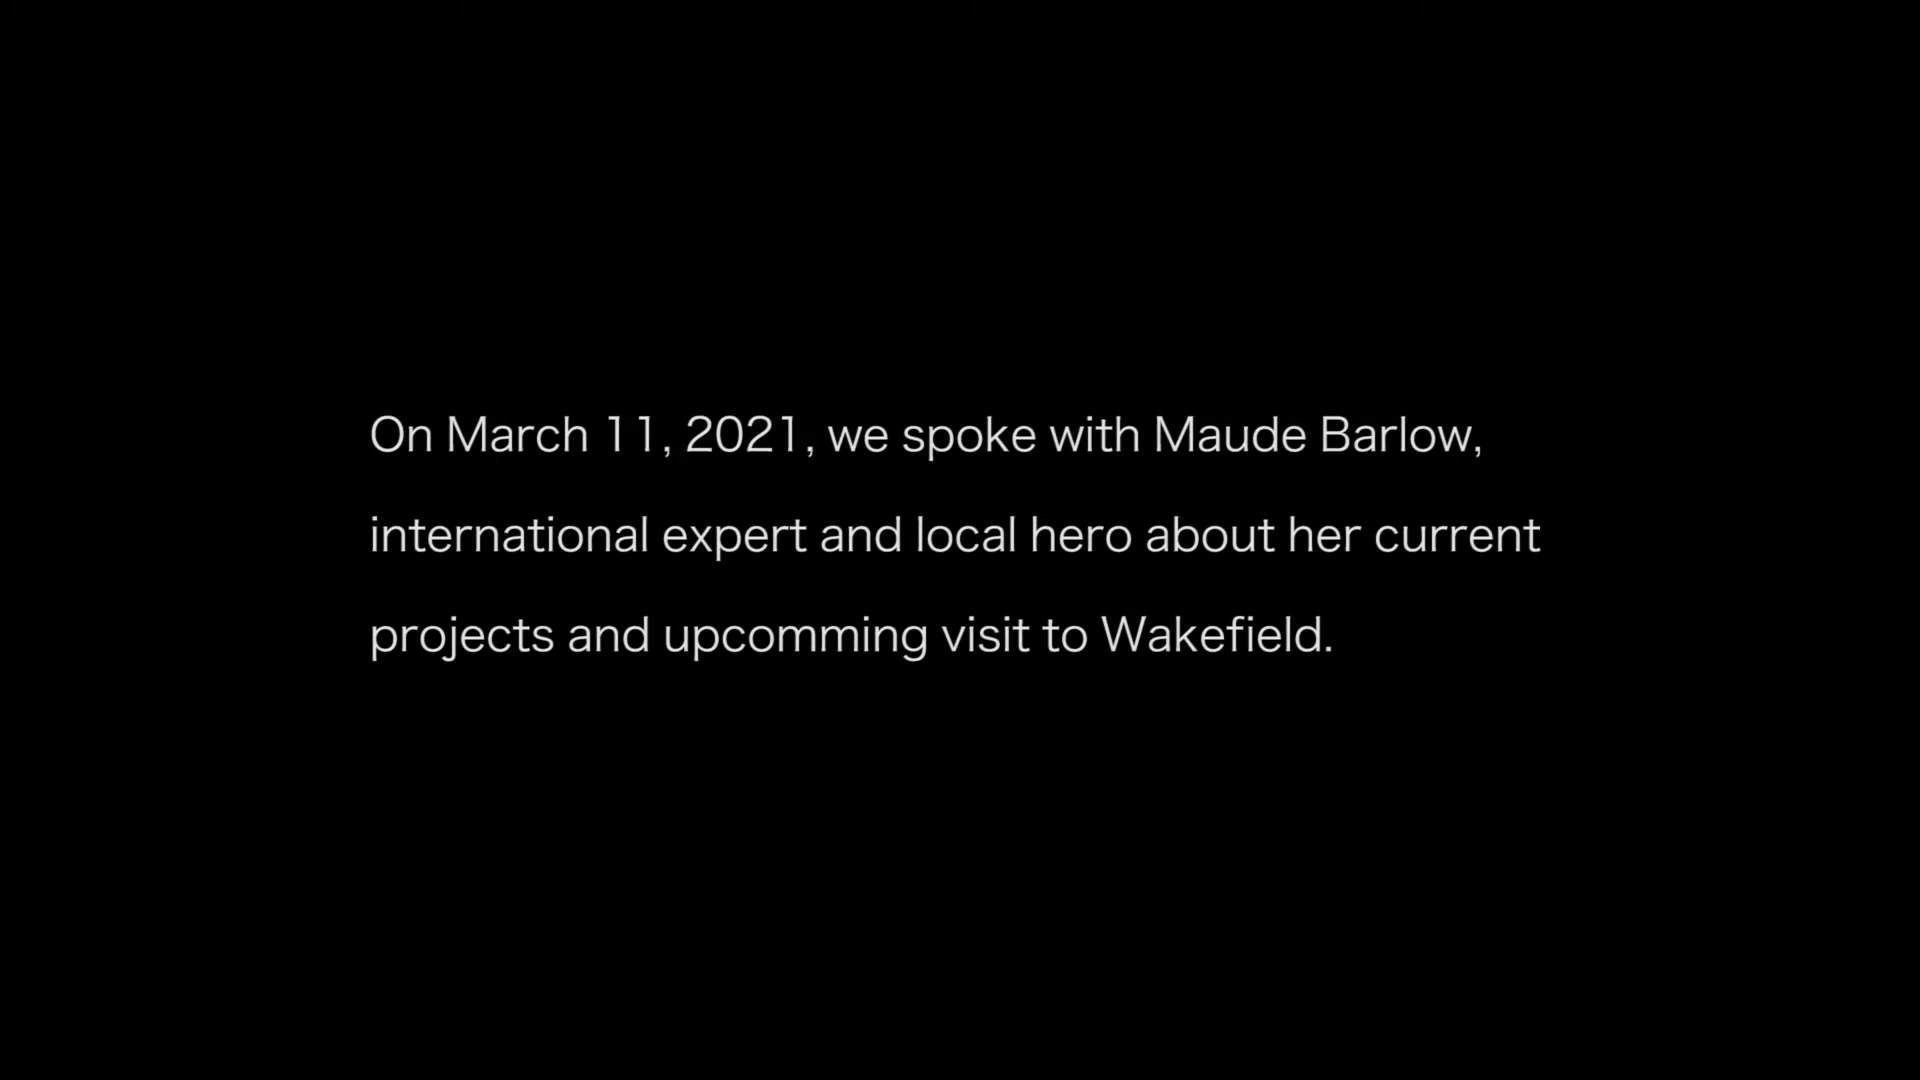 On March 11, 2021, we spoke with Maude Barlow,
international expert and local hero about her current
projects and upcomming visit to Wakefield.